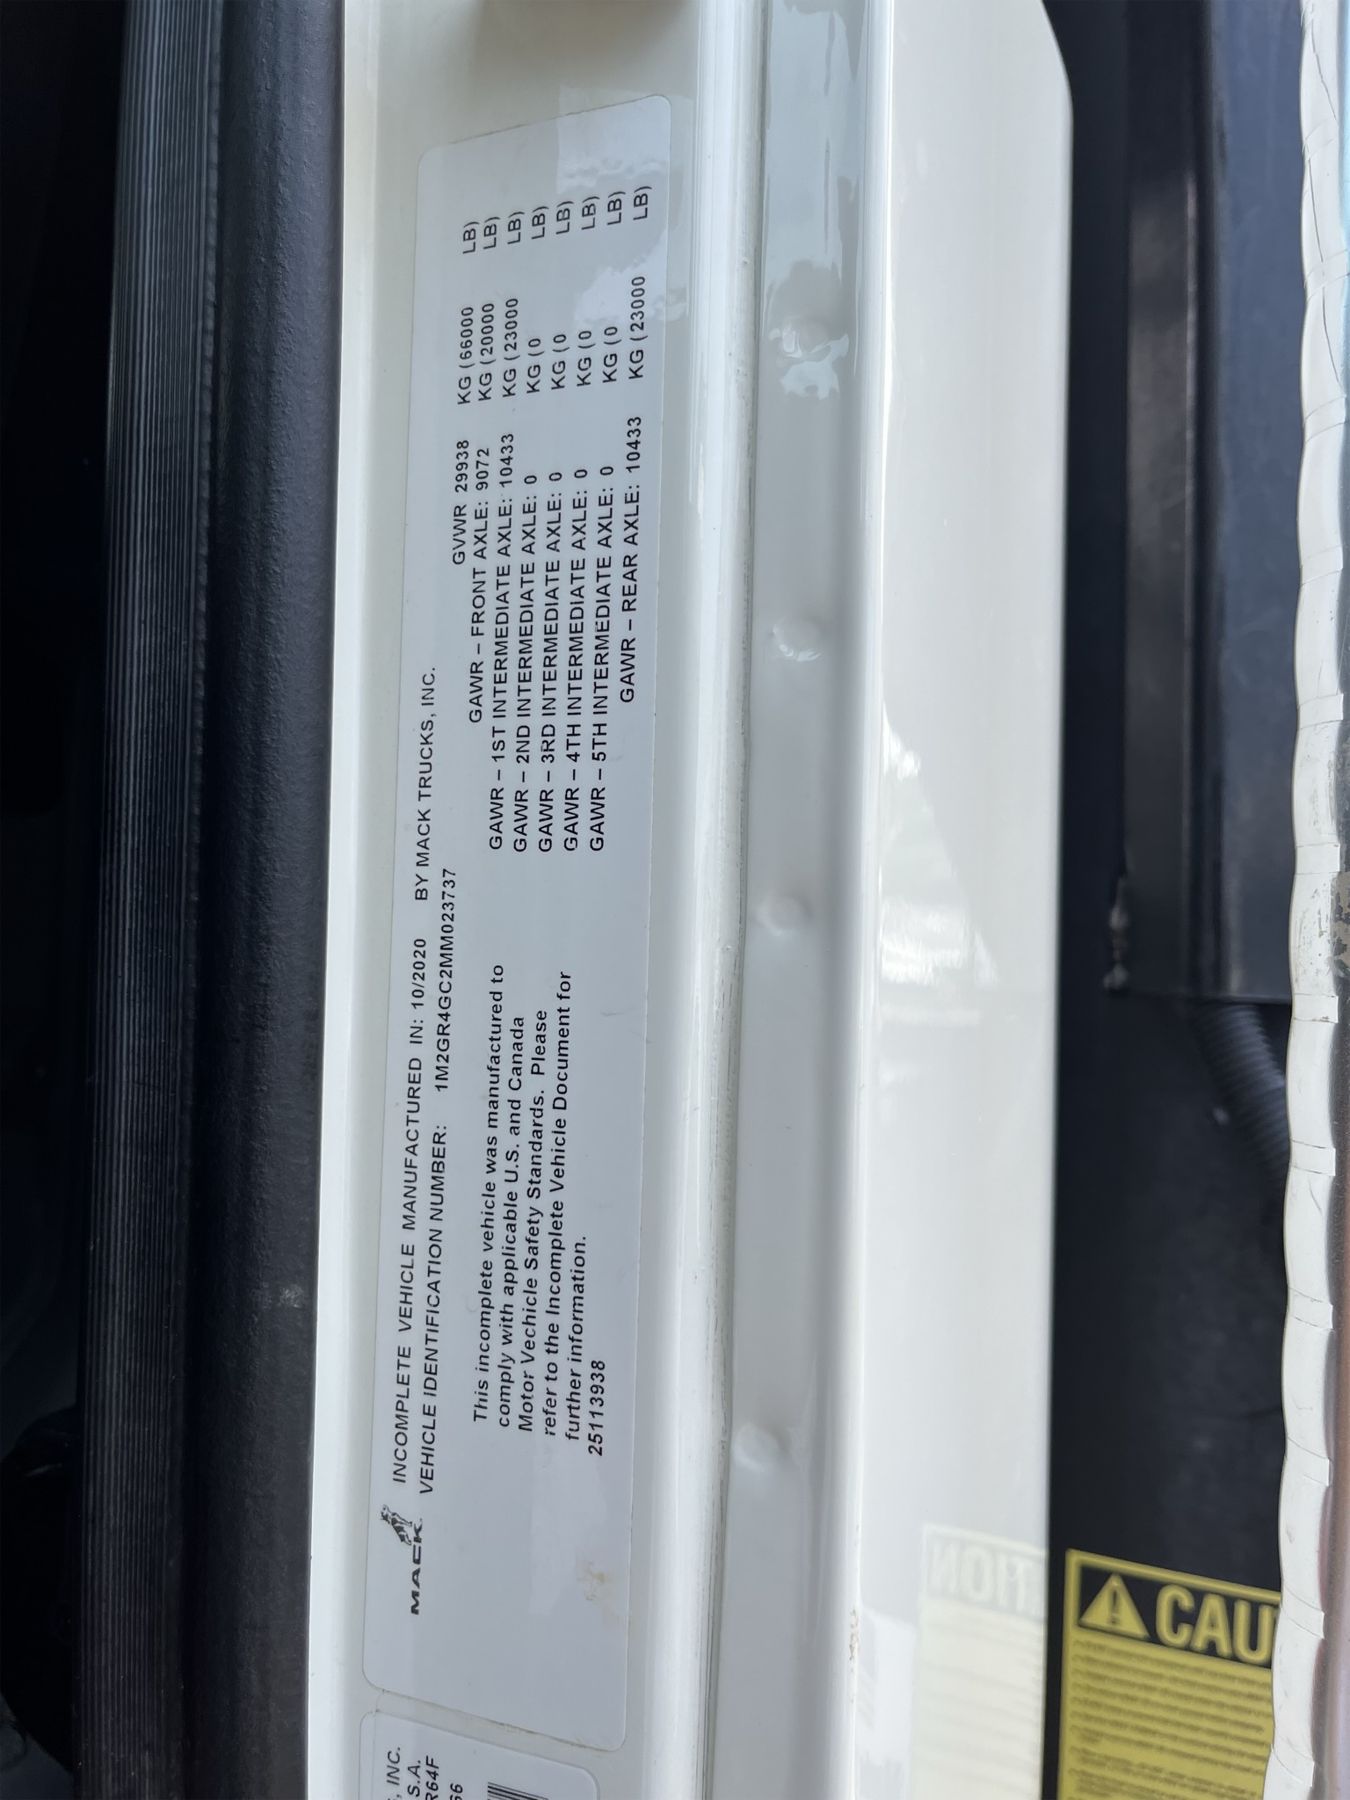 MACK
INCOMPLETE VEHICLE MANUFACTURED IN: 10/2020 BY MACK TRUCKS, INC.
VEHICLE IDENTIFICATION NUMBER: 1M2GR4GC2MM023737
This incomplete vehicle was manufactured to
comply with applicable U.S. and Canada
Motor Vechicle Safety Standards. Please
refer to the Incomplete Vehicle Document for
further information.
25113938
GVWR 29938 KG (66000 LB)
GAWR – FRONT AXLE: 9072 KG (20000 LB)
GAWR – 1ST INTERMEDIATE AXLE: 10433 KG (23000 LB)
GAWR – 2ND INTERMEDIATE AXLE: 0 KG (0 LB)
GAWR – 3RD INTERMEDIATE AXLE: 0 KG (0 LB)
GAWR – 4TH INTERMEDIATE AXLE: 0 KG (0 LB)
GAWR – 5TH INTERMEDIATE AXLE: 0 KG (0 LB)
GAWR – REAR AXLE: 10433 KG (23000 LB)
, INC.
S.A.
R64F
66
CAU